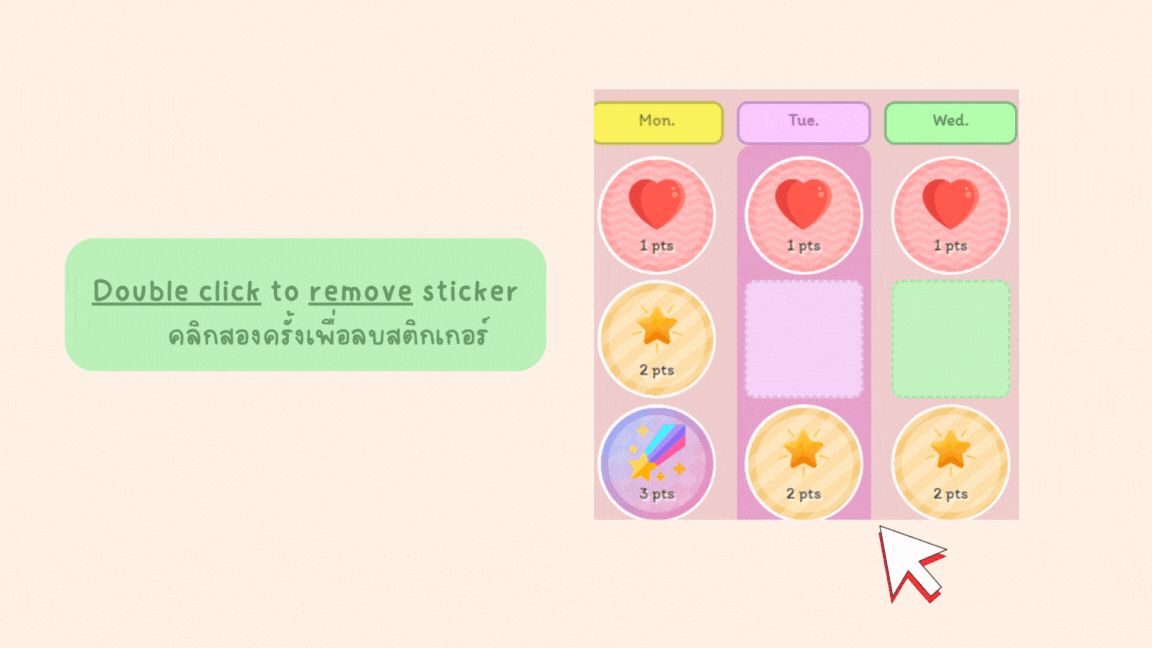 Double click to remove sticker
คลิกสองครั้งเพื่อลบสติกเกอร์
Mon. Tue. Wed.
1 pts 1 pts 1 pts
2 pts
3 pts 2 pts 2 pts